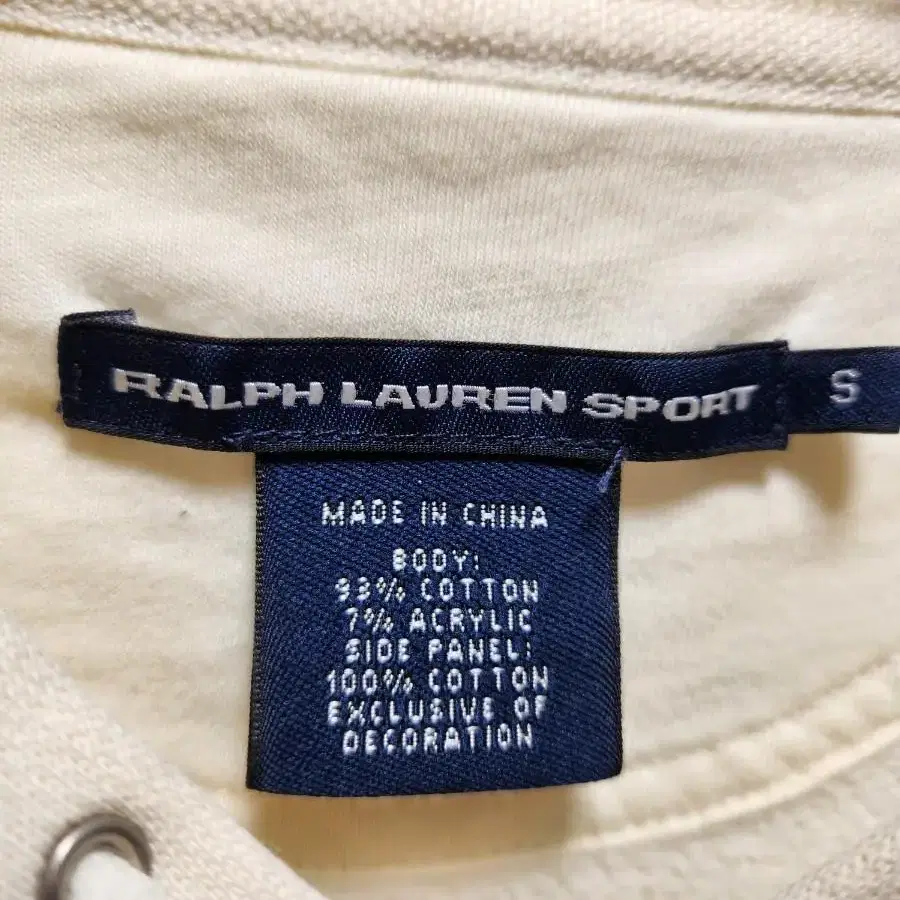 RALPH LAUREN SPORT
S
MADE IN CHINA
BODY:
93% COTTON
7% ACRYLIC
SIDE PANEL:
100% COTTON
EXCLUSIVE OF
DECORATION